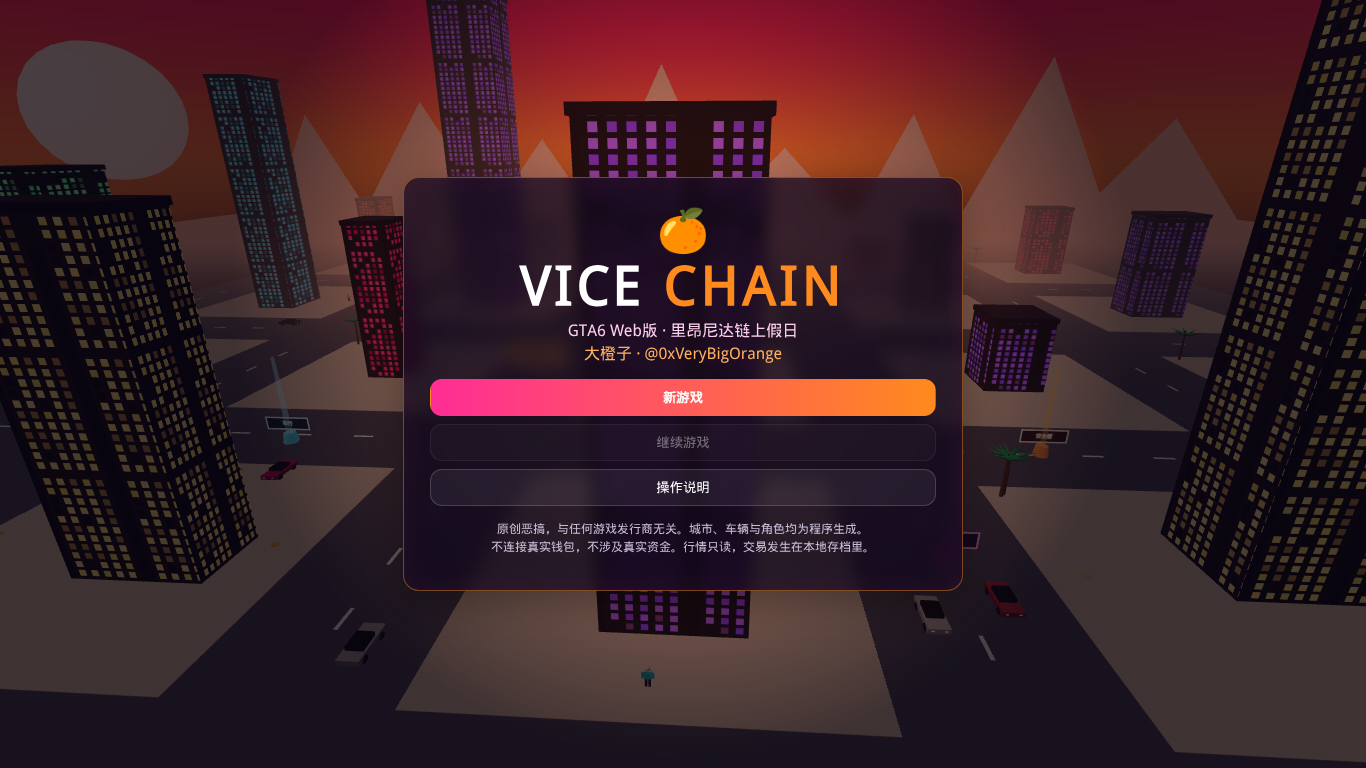 VICE CHAIN
GTA6 Web版 · 里昂尼达链上假日
大橙子 · @0xVeryBigOrange
新游戏
继续游戏
操作说明
原创恶搞，与任何游戏发行商无关。城市、车辆与角色均为程序生成。
不连接真实钱包，不涉及真实资金。行情只读，交易发生在本地存档里。